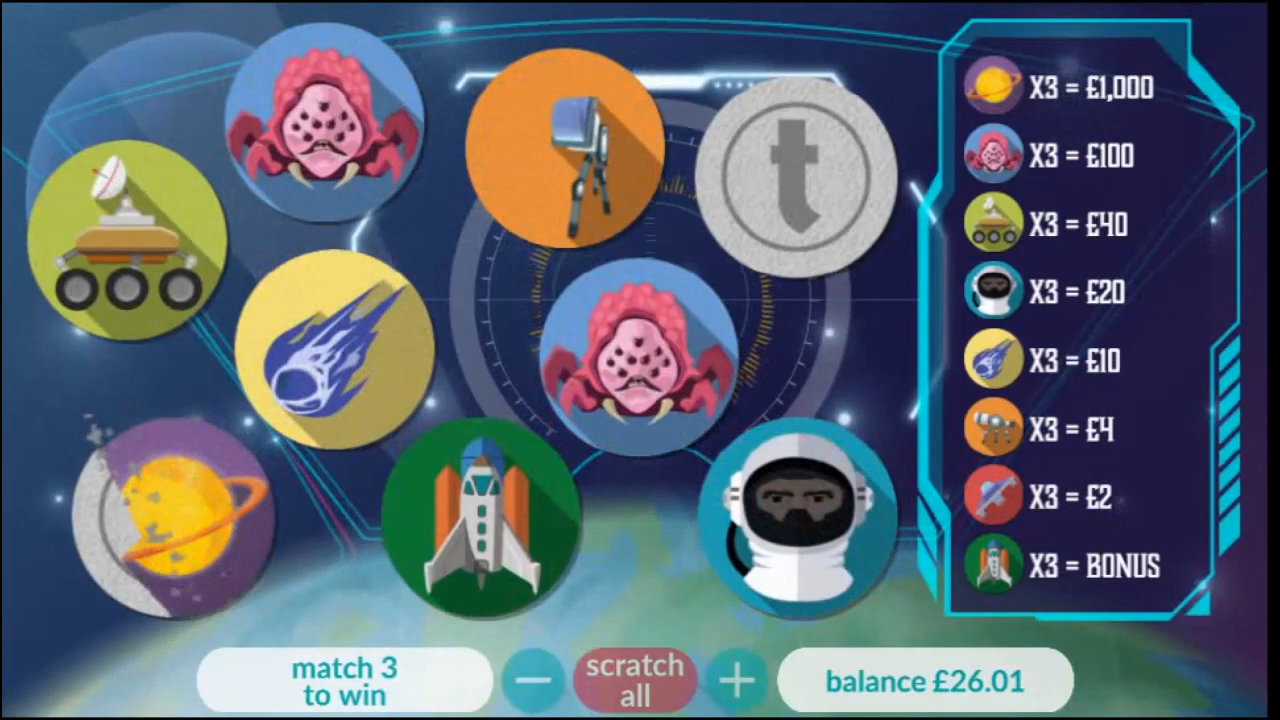 t
X3 = £1,000
X3 = £100
X3 = £40
X3 = £20
X3 = £10
X3 = £4
X3 = £2
X3 = BONUS
match 3
to win
scratch
all
balance £26.01